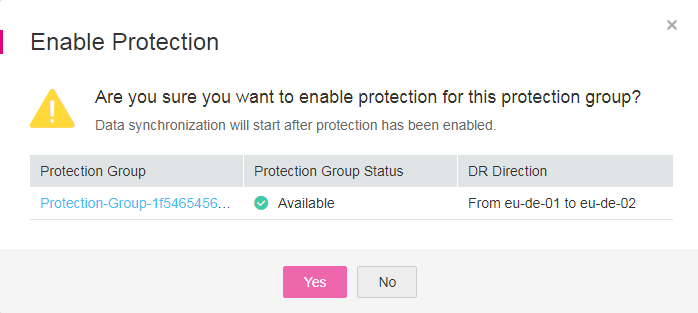 Enable Protection
×
Are you sure you want to enable protection for this protection group?
Data synchronization will start after protection has been enabled.
Protection Group Protection Group Status DR Direction
Protection-Group-1f5465456... Available From eu-de-01 to eu-de-02
Yes No